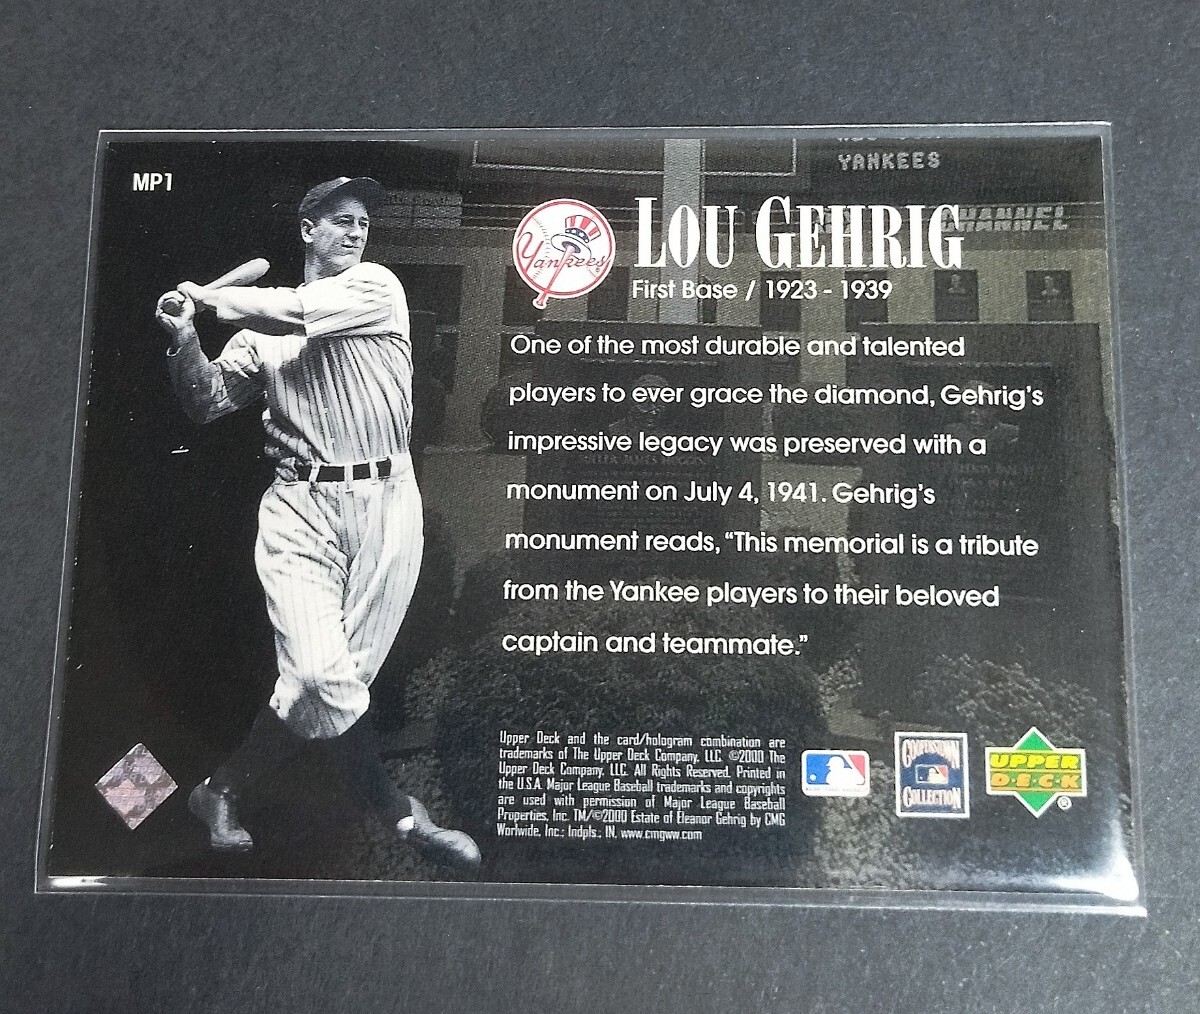 YANKEES
MP1
CHANNEL
Yankees
LOU GEHRIG
First Base / 1923 - 1939
One of the most durable and talented
players to ever grace the diamond, Gehrig's
impressive legacy was preserved with a
monument on July 4, 1941. Gehrig's
monument reads, “This memorial is a tribute
from the Yankee players to their beloved
captain and teammate.”
Upper Deck and the card/hologram combination are
trademarks of The Upper Deck Company, LLC. ©2000 The
Upper Deck Company, LLC. All Rights Reserved. Printed in
the U.S.A. Major League Baseball trademarks and copyrights
are used with permission of Major League Baseball
Properties, Inc. TM/©2000 Estate of Eleanor Gehrig by CMG
Worlwide, Inc.; Indpls., IN, www.cmgww.com
COOPERSTOWN
COLLECTION
UPPER
D·E·C·K
®